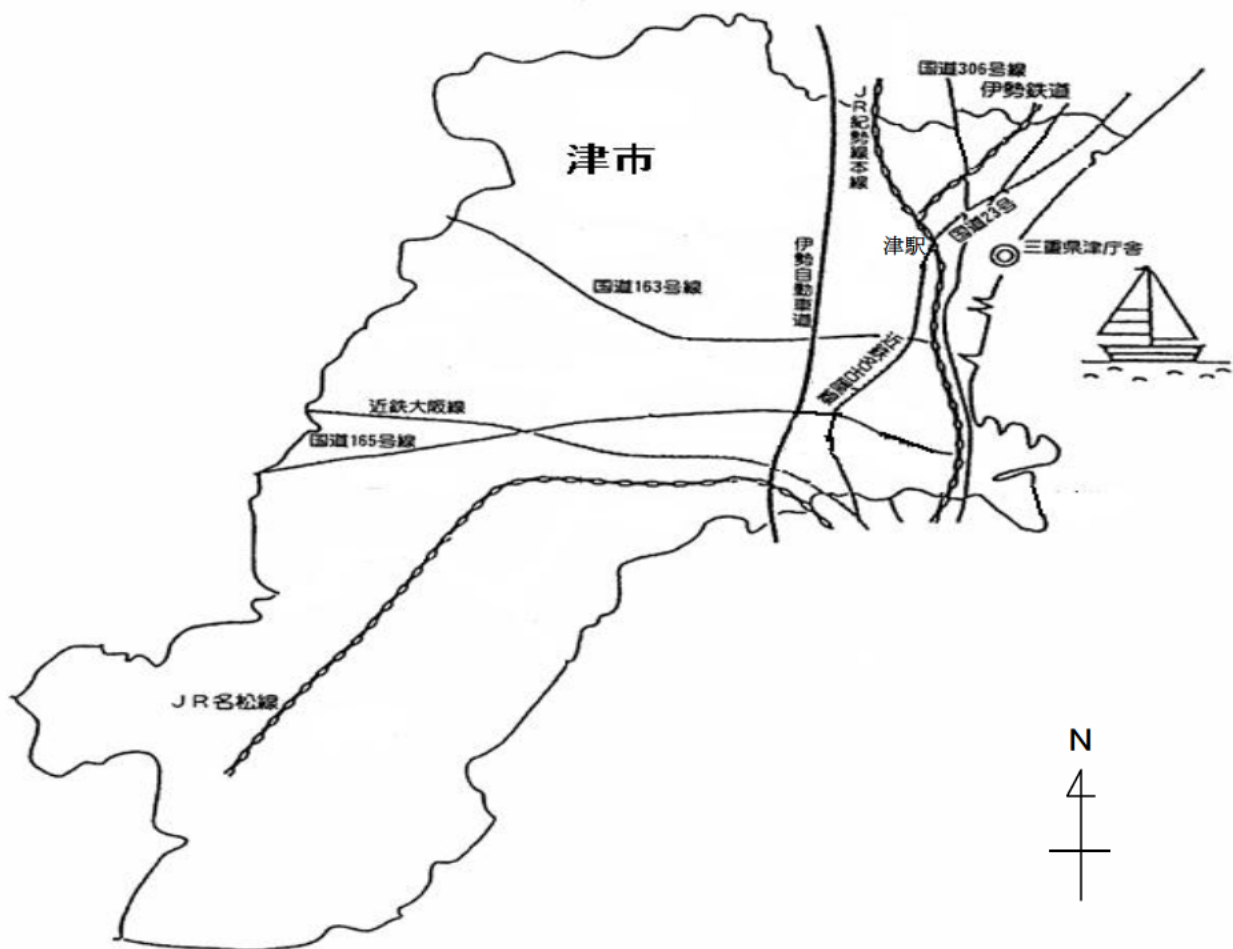 国道306号線
伊勢鉄道
JR紀勢線本線
津市
国道23号
津駅
三重県津庁舎
伊勢自動車道
国道163号線
近鉄大阪線
国道165号線
JR名松線
N